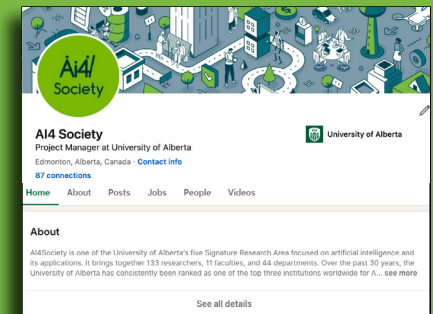 Ai4/
Society
AI4 Society
Project Manager at University of Alberta
University of Alberta
Edmonton, Alberta, Canada · Contact info
87 connections
Home About Posts Jobs People Videos
About
AI4Society is one of the University of Alberta's five Signature Research Area focused on artificial intelligence and
its applications. It brings together 133 researchers, 11 faculties, and 44 departments. Over the past 30 years, the
University of Alberta has consistently been ranked as one of the top three institutions worldwide for A... see more
See all details